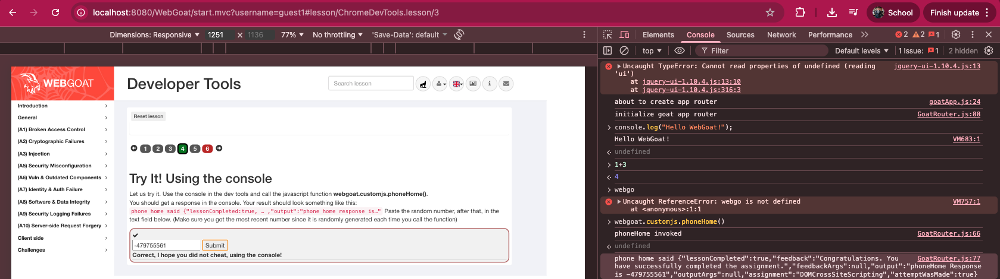 localhost:8080/WebGoat/start.mvc?username=guest1#lesson/ChromeDevTools.lesson/3
School
Finish update
Dimensions: Responsive
1251
x
1136
77%
No throttling
'Save-Data': default
Elements
Console
Sources
Network
Performance
2
2
1
top
Filter
Default levels
1 Issue:
1
2 hidden
WEBGOAT
Developer Tools
Search lesson
Introduction
General
(A1) Broken Access Control
(A2) Cryptographic Failures
(A3) Injection
(A5) Security Misconfiguration
(A6) Vuln & Outdated Components
(A7) Identity & Auth Failure
(A8) Software & Data Integrity
(A9) Security Logging Failures
(A10) Server-side Request Forgery
Client side
Challenges
Reset lesson
1 2 3 4 5 6
Try It! Using the console
Let us try it. Use the console in the dev tools and call the javascript function webgoat.customjs.phoneHome().
You should get a response in the console. Your result should look something like this:
phone home said {"lessonCompleted:true, … ,"output":"phone home response is…" Paste the random number, after that, in the
text field below. (Make sure you got the most recent number since it is randomly generated each time you call the function)
-479755561
Submit
Correct, I hope you did not cheat, using the console!
Uncaught TypeError: Cannot read properties of undefined (reading jquery-ui-1.10.4.js:13
'ui')
at jquery-ui-1.10.4.js:13:10
at jquery-ui-1.10.4.js:316:3
about to create app router goatApp.js:24
initialize goat app router GoatRouter.js:88
console.log("Hello WebGoat!");
Hello WebGoat! VM683:1
undefined
1+3
4
webgo
Uncaught ReferenceError: webgo is not defined VM757:1
at <anonymous>:1:1
webgoat.customjs.phoneHome()
phoneHome invoked GoatRouter.js:66
undefined
phone home said {"lessonCompleted":true,"feedback":"Congratulations. You GoatRouter.js:77
have successfully completed the assignment.","feedbackArgs":null,"output":"phoneHome Response
is -479755561","outputArgs":null,"assignment":"DOMCrossSiteScripting","attemptWasMade":true}